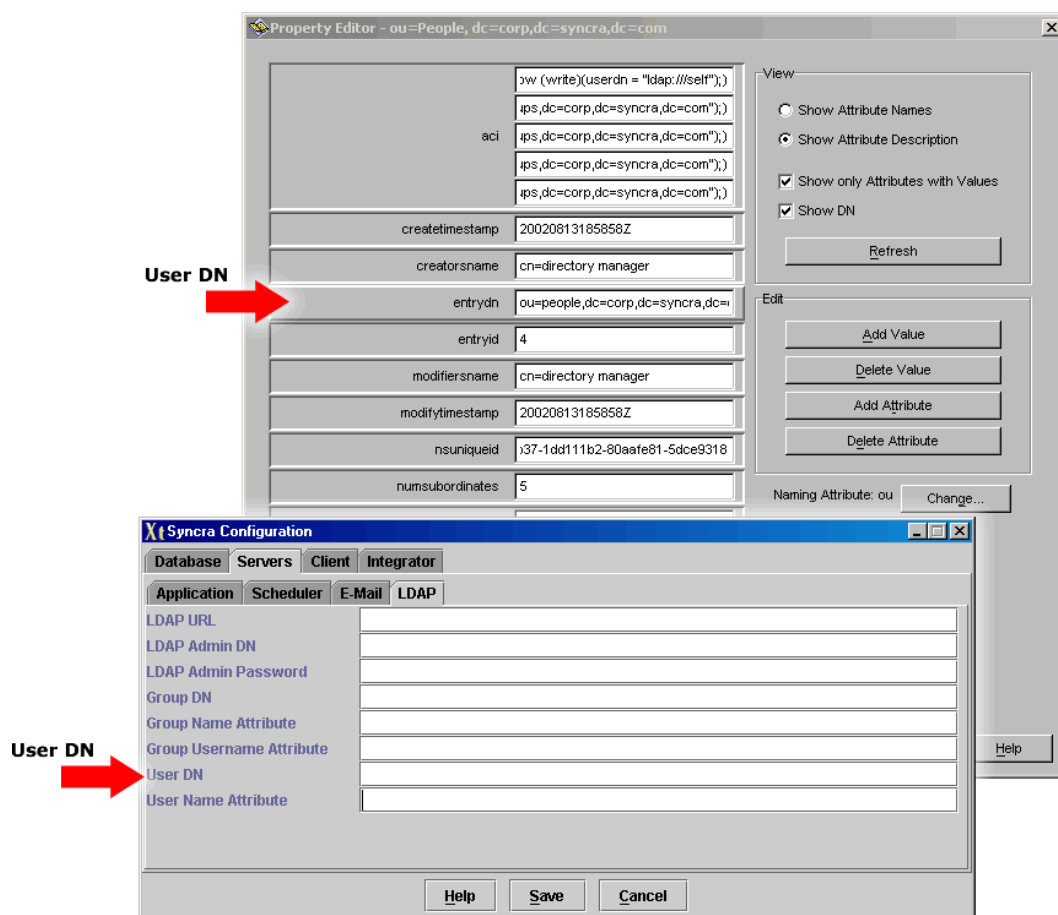 Property Editor - ou=People, dc=corp,dc=syncra,dc=com
aci
ow (write)(userdn = "ldap:///self");)
ups,dc=corp,dc=syncra,dc=com");)
ups,dc=corp,dc=syncra,dc=com");)
ups,dc=corp,dc=syncra,dc=com");)
ups,dc=corp,dc=syncra,dc=com");)
createtimestamp 20020813185858Z
creatorsname cn=directory manager
User DN
entrydn ou=people,dc=corp,dc=syncra,dc=
entryid 4
modifiersname cn=directory manager
modifytimestamp 20020813185858Z
nsuniqueid 37-1dd111b2-80aafe81-5dce9318
numsubordinates 5
View
Show Attribute Names
Show Attribute Description
Show only Attributes with Values
Show DN
Refresh
Edit
Add Value
Delete Value
Add Attribute
Delete Attribute
Naming Attribute: ou Change...
Help
Syncra Configuration
Database Servers Client Integrator
Application Scheduler E-Mail LDAP
LDAP URL
LDAP Admin DN
LDAP Admin Password
Group DN
Group Name Attribute
Group Username Attribute
User DN
User DN
User Name Attribute
Help Save Cancel